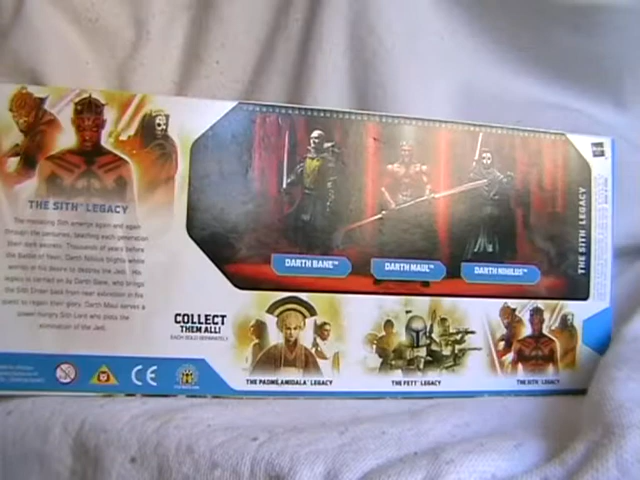 THE SITH™ LEGACY
The menacing Sith emerge again and again
through the centuries, teaching each generation
their dark secrets. Thousands of years before
the Battle of Yavin, Darth Nihilus blights whole
worlds in his desire to destroy the Jedi. His
legacy is carried on by Darth Bane, who brings
the Sith Order back from near extinction in his
quest to regain their glory. Darth Maul serves a
power-hungry Sith Lord who plots the
elimination of the Jedi.
DARTH BANE™
DARTH MAUL™
DARTH NIHILUS™
THE SITH™ LEGACY
Hasbro
COLLECT
THEM ALL!
EACH SOLD SEPARATELY
THE PADMÉ AMIDALA™ LEGACY
THE FETT™ LEGACY
THE SITH™ LEGACY
CE